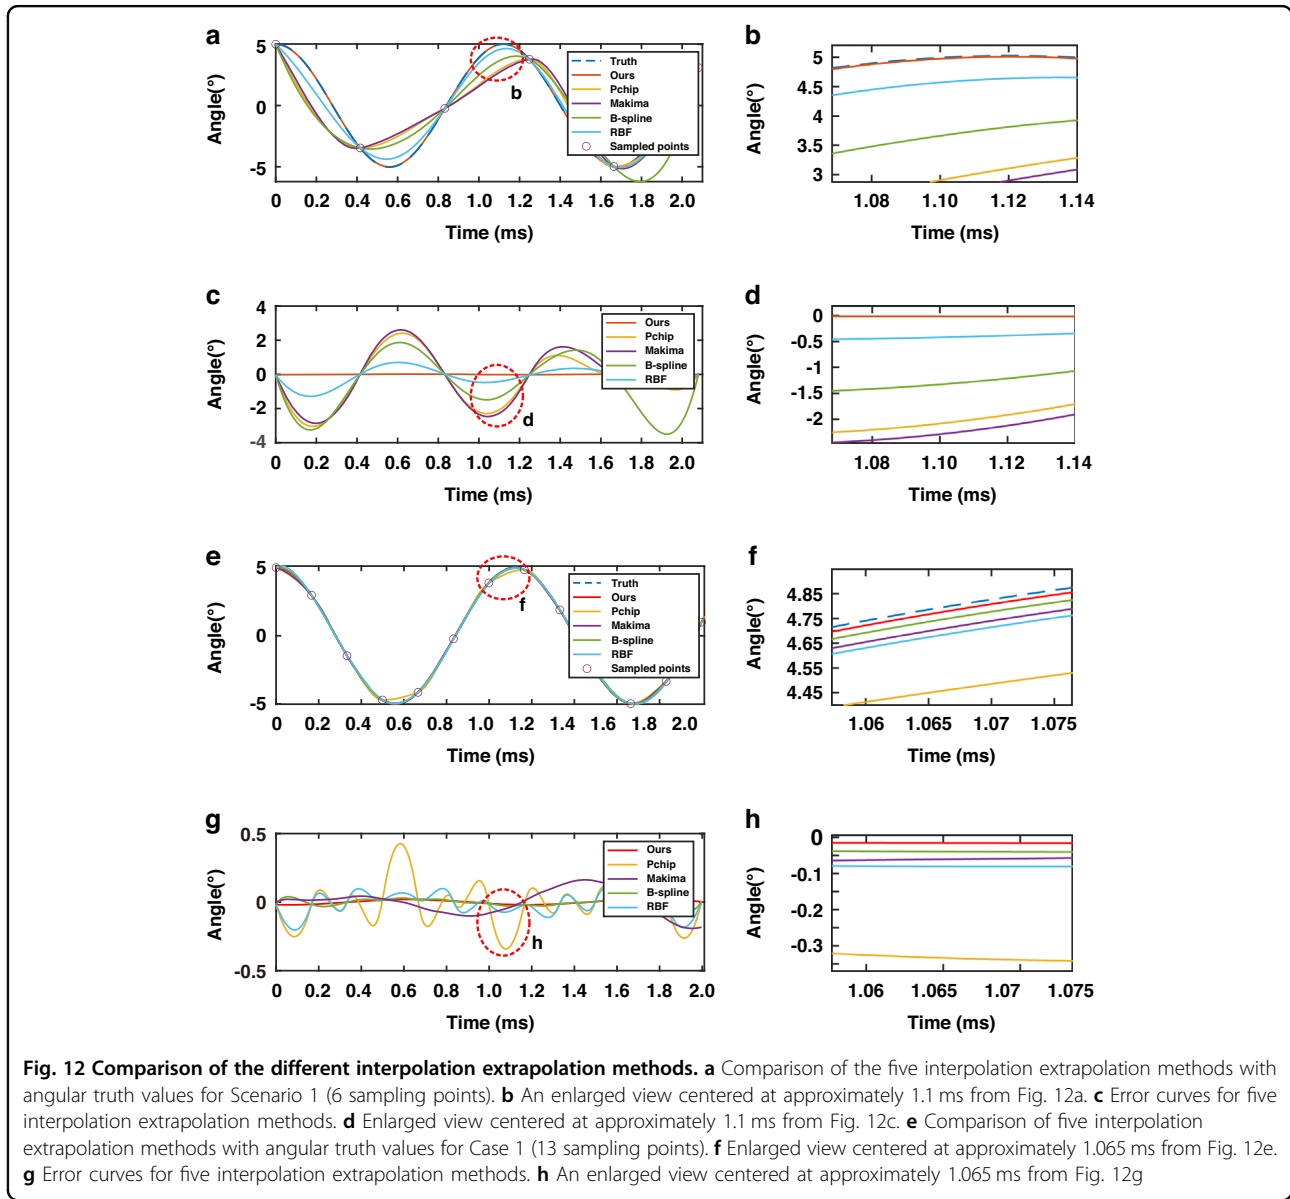 a
5
0
-5
Angle(°)
0 0.2 0.4 0.6 0.8 1.0 1.2 1.4 1.6 1.8 2.0
Time (ms)
b
Truth
Ours
Pchip
Makima
B-spline
RBF
Sampled points
b
5
4.5
4
3.5
3
Angle(°)
1.08 1.10 1.12 1.14
Time (ms)
c
4
2
0
-2
-4
Angle(°)
0 0.2 0.4 0.6 0.8 1.0 1.2 1.4 1.6 1.8 2.0
Time (ms)
d
Ours
Pchip
Makima
B-spline
RBF
d
0
-0.5
-1
-1.5
-2
Angle(°)
1.08 1.10 1.12 1.14
Time (ms)
e
5
0
-5
Angle(°)
0 0.2 0.4 0.6 0.8 1.0 1.2 1.4 1.6 1.8 2.0
Time (ms)
f
Truth
Ours
Pchip
Makima
B-spline
RBF
Sampled points
f
4.85
4.75
4.65
4.55
4.45
Angle(°)
1.06 1.065 1.07 1.075
Time (ms)
g
0.5
0
-0.5
Angle(°)
0 0.2 0.4 0.6 0.8 1.0 1.2 1.4 1.6 1.8 2.0
Time (ms)
h
Ours
Pchip
Makima
B-spline
RBF
h
0
-0.1
-0.2
-0.3
Angle(°)
1.06 1.065 1.07 1.075
Time (ms)
Fig. 12 Comparison of the different interpolation extrapolation methods. a Comparison of the five interpolation extrapolation methods with
angular truth values for Scenario 1 (6 sampling points). b An enlarged view centered at approximately 1.1 ms from Fig. 12a. c Error curves for five
interpolation extrapolation methods. d Enlarged view centered at approximately 1.1 ms from Fig. 12c. e Comparison of five interpolation
extrapolation methods with angular truth values for Case 1 (13 sampling points). f Enlarged view centered at approximately 1.065 ms from Fig. 12e.
g Error curves for five interpolation extrapolation methods. h An enlarged view centered at approximately 1.065 ms from Fig. 12g